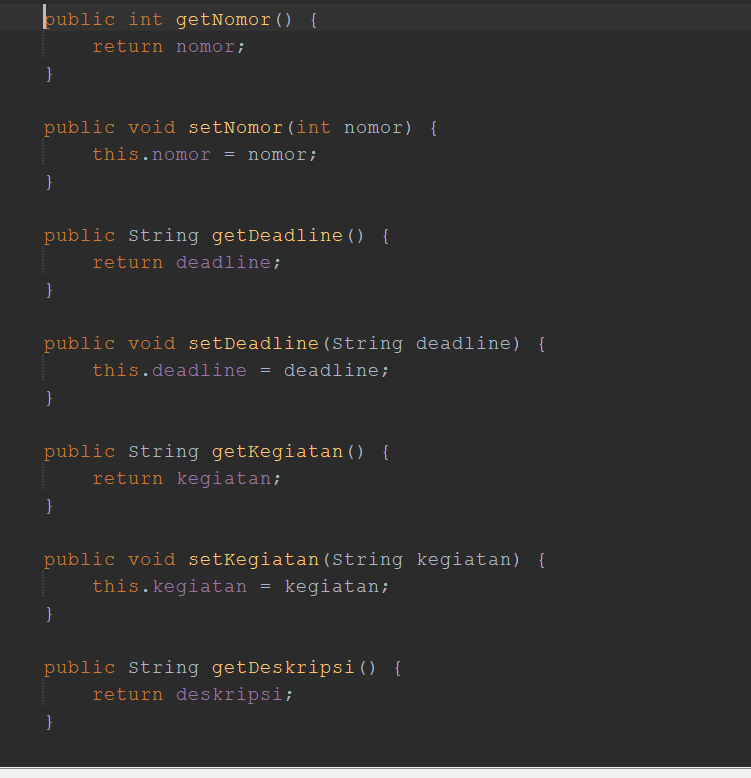 public int getNomor() {
    return nomor;
}
public void setNomor(int nomor) {
    this.nomor = nomor;
}
public String getDeadline() {
    return deadline;
}
public void setDeadline(String deadline) {
    this.deadline = deadline;
}
public String getKegiatan() {
    return kegiatan;
}
public void setKegiatan(String kegiatan) {
    this.kegiatan = kegiatan;
}
public String getDeskripsi() {
    return deskripsi;
}